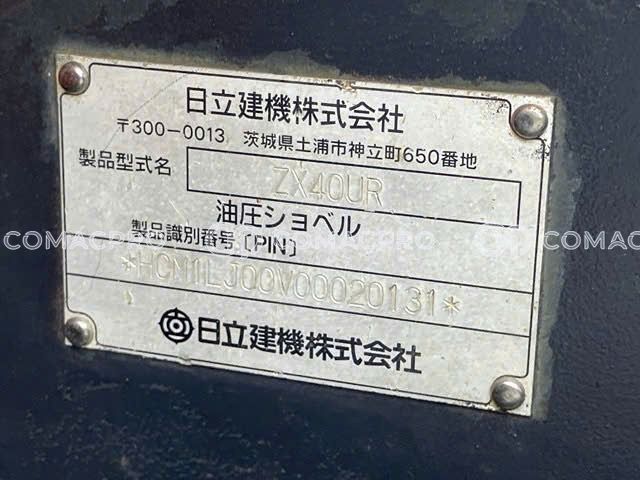 日立建機株式会社
〒300-0013 茨城県土浦市神立町650番地
製品型式名 ZX40UR
油圧ショベル
製品識別番号〔PIN〕
COMACPRO COMACPRO COMACPRO
*HCM1LJ00V00020131*
日立建機株式会社